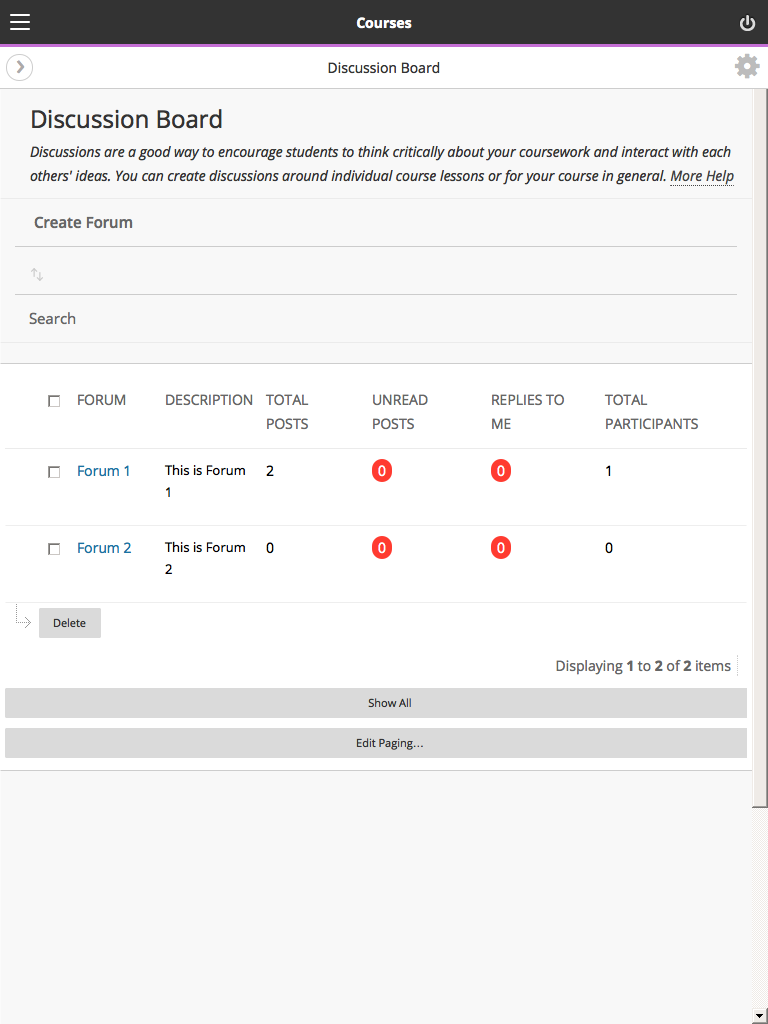 Courses
Discussion Board
Discussion Board
Discussions are a good way to encourage students to think critically about your coursework and interact with each
others' ideas. You can create discussions around individual course lessons or for your course in general. More Help
Create Forum
Search
FORUM DESCRIPTION TOTAL POSTS UNREAD POSTS REPLIES TO ME TOTAL PARTICIPANTS
Forum 1 This is Forum 1 2 0 0 1
Forum 2 This is Forum 2 0 0 0 0
Delete
Displaying 1 to 2 of 2 items
Show All
Edit Paging...